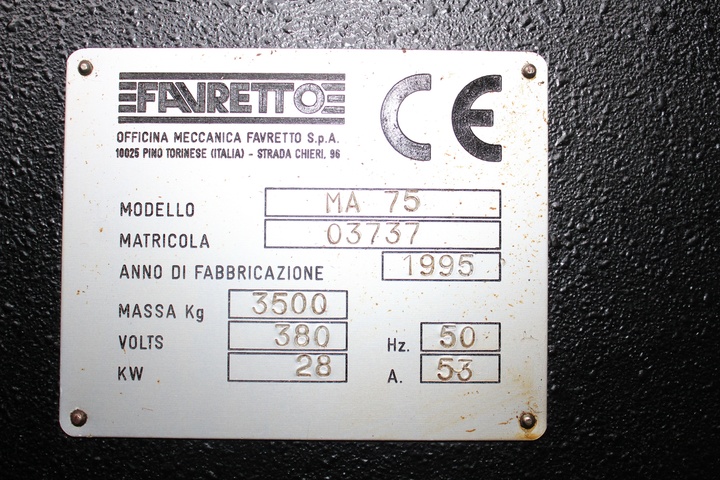 FAVRETTO
CE
OFFICINA MECCANICA FAVRETTO S.p.A.
10025 PINO TORINESE (ITALIA) - STRADA CHIERI, 96
MODELLO MA 75
MATRICOLA 03737
ANNO DI FABBRICAZIONE 1995
MASSA Kg 3500
VOLTS 380 Hz. 50
KW 28 A. 53